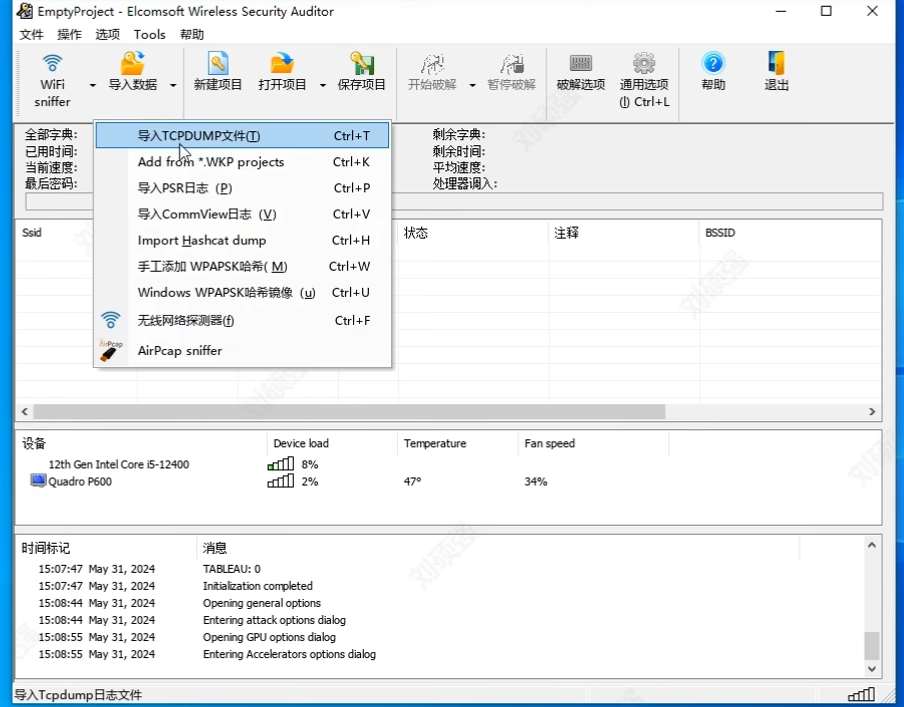 EmptyProject - Elcomsoft Wireless Security Auditor
文件 操作 选项 Tools 帮助
WiFi sniffer 导入数据 新建项目 打开项目 保存项目 开始破解 暂停破解 破解选项 通用选项 (I) Ctrl+L 帮助 退出
全部字典: 剩余字典:
已用时间: 剩余时间:
当前速度: 平均速度:
最后密码: 处理器调入:
导入TCPDUMP文件(T) Ctrl+T
Add from *.WKP projects Ctrl+K
导入PSR日志 (P) Ctrl+P
导入CommView日志 (V) Ctrl+V
Import Hashcat dump Ctrl+H
手工添加 WPAPSK哈希( M) Ctrl+W
Windows WPAPSK哈希镜像 (u) Ctrl+U
无线网络探测器(f) Ctrl+F
AirPcap AirPcap sniffer
Ssid 状态 注释 BSSID
设备 Device load Temperature Fan speed
12th Gen Intel Core i5-12400 8%
Quadro P600 2% 47° 34%
时间标记 消息
15:07:47 May 31, 2024 TABLEAU: 0
15:07:47 May 31, 2024 Initialization completed
15:08:44 May 31, 2024 Opening general options
15:08:44 May 31, 2024 Entering attack options dialog
15:08:55 May 31, 2024 Opening GPU options dialog
15:08:55 May 31, 2024 Entering Accelerators options dialog
导入Tcpdump日志文件
刘硕强